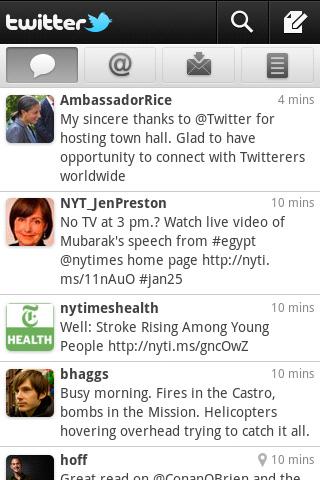 twitter
@
AmbassadorRice 4 mins
My sincere thanks to @Twitter for
hosting town hall. Glad to have
opportunity to connect with Twitterers
worldwide
NYT_JenPreston 10 mins
No TV at 3 pm.? Watch live video of
Mubarak's speech from #egypt
@nytimes home page http://nyti.
ms/11nAuO #jan25
T
HEALTH
nytimeshealth 10 mins
Well: Stroke Rising Among Young
People http://nyti.ms/gncOwZ
bhaggs 10 mins
Busy morning. Fires in the Castro,
bombs in the Mission. Helicopters
hovering overhead trying to catch it all.
hoff 10 mins
Great read on @ConanOBrien and the